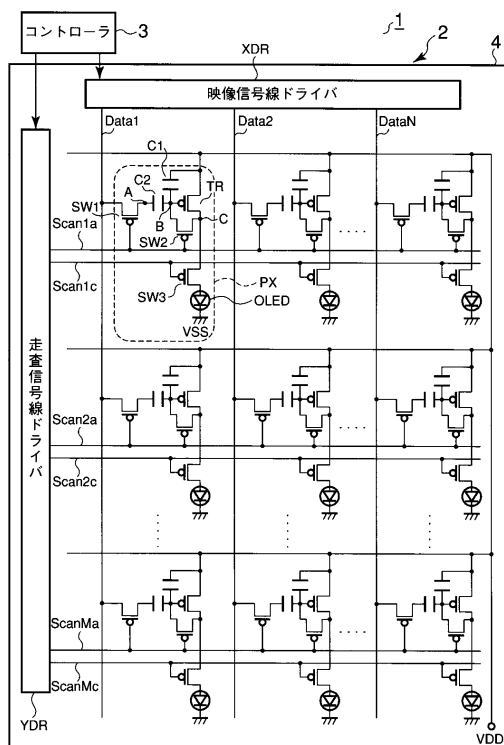 1
コントローラ 3
2
4
XDR
映像信号線ドライバ
Data1 Data2 DataN
C1
C2
A
TR
SW1
B
C
SW2
Scan1a
Scan1c
PX
SW3
OLED
VSS
走査信号線ドライバ
Scan2a
Scan2c
ScanMa
ScanMc
YDR
VDD